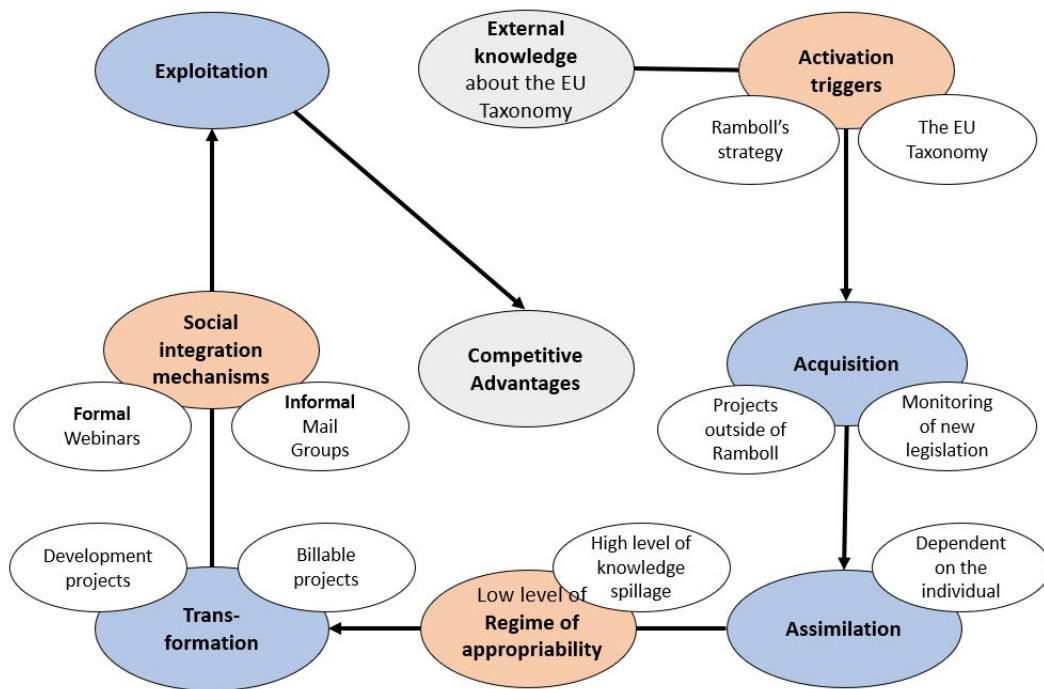 Exploitation
External
knowledge
about the EU
Taxonomy
Activation
triggers
Ramboll's
strategy
The EU
Taxonomy
Social
integration
mechanisms
Formal
Webinars
Informal
Mail
Groups
Competitive
Advantages
Acquisition
Projects
outside of
Ramboll
Monitoring
of new
legislation
Development
projects
Billable
projects
Trans-
formation
High level of
knowledge
spillage
Low level of
Regime of
appropriability
Dependent
on the
individual
Assimilation